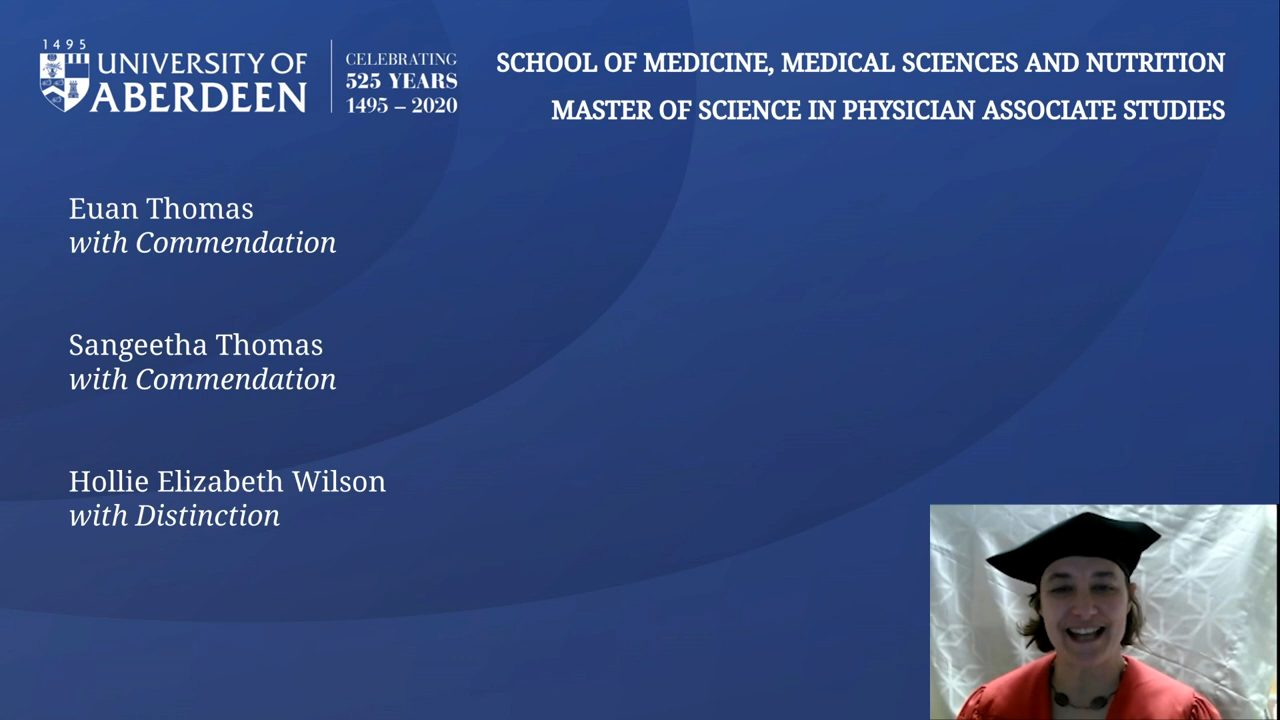 1495
UNIVERSITY OF
ABERDEEN
CELEBRATING
525 YEARS
1495 – 2020
SCHOOL OF MEDICINE, MEDICAL SCIENCES AND NUTRITION
MASTER OF SCIENCE IN PHYSICIAN ASSOCIATE STUDIES
Euan Thomas
with Commendation
Sangeetha Thomas
with Commendation
Hollie Elizabeth Wilson
with Distinction